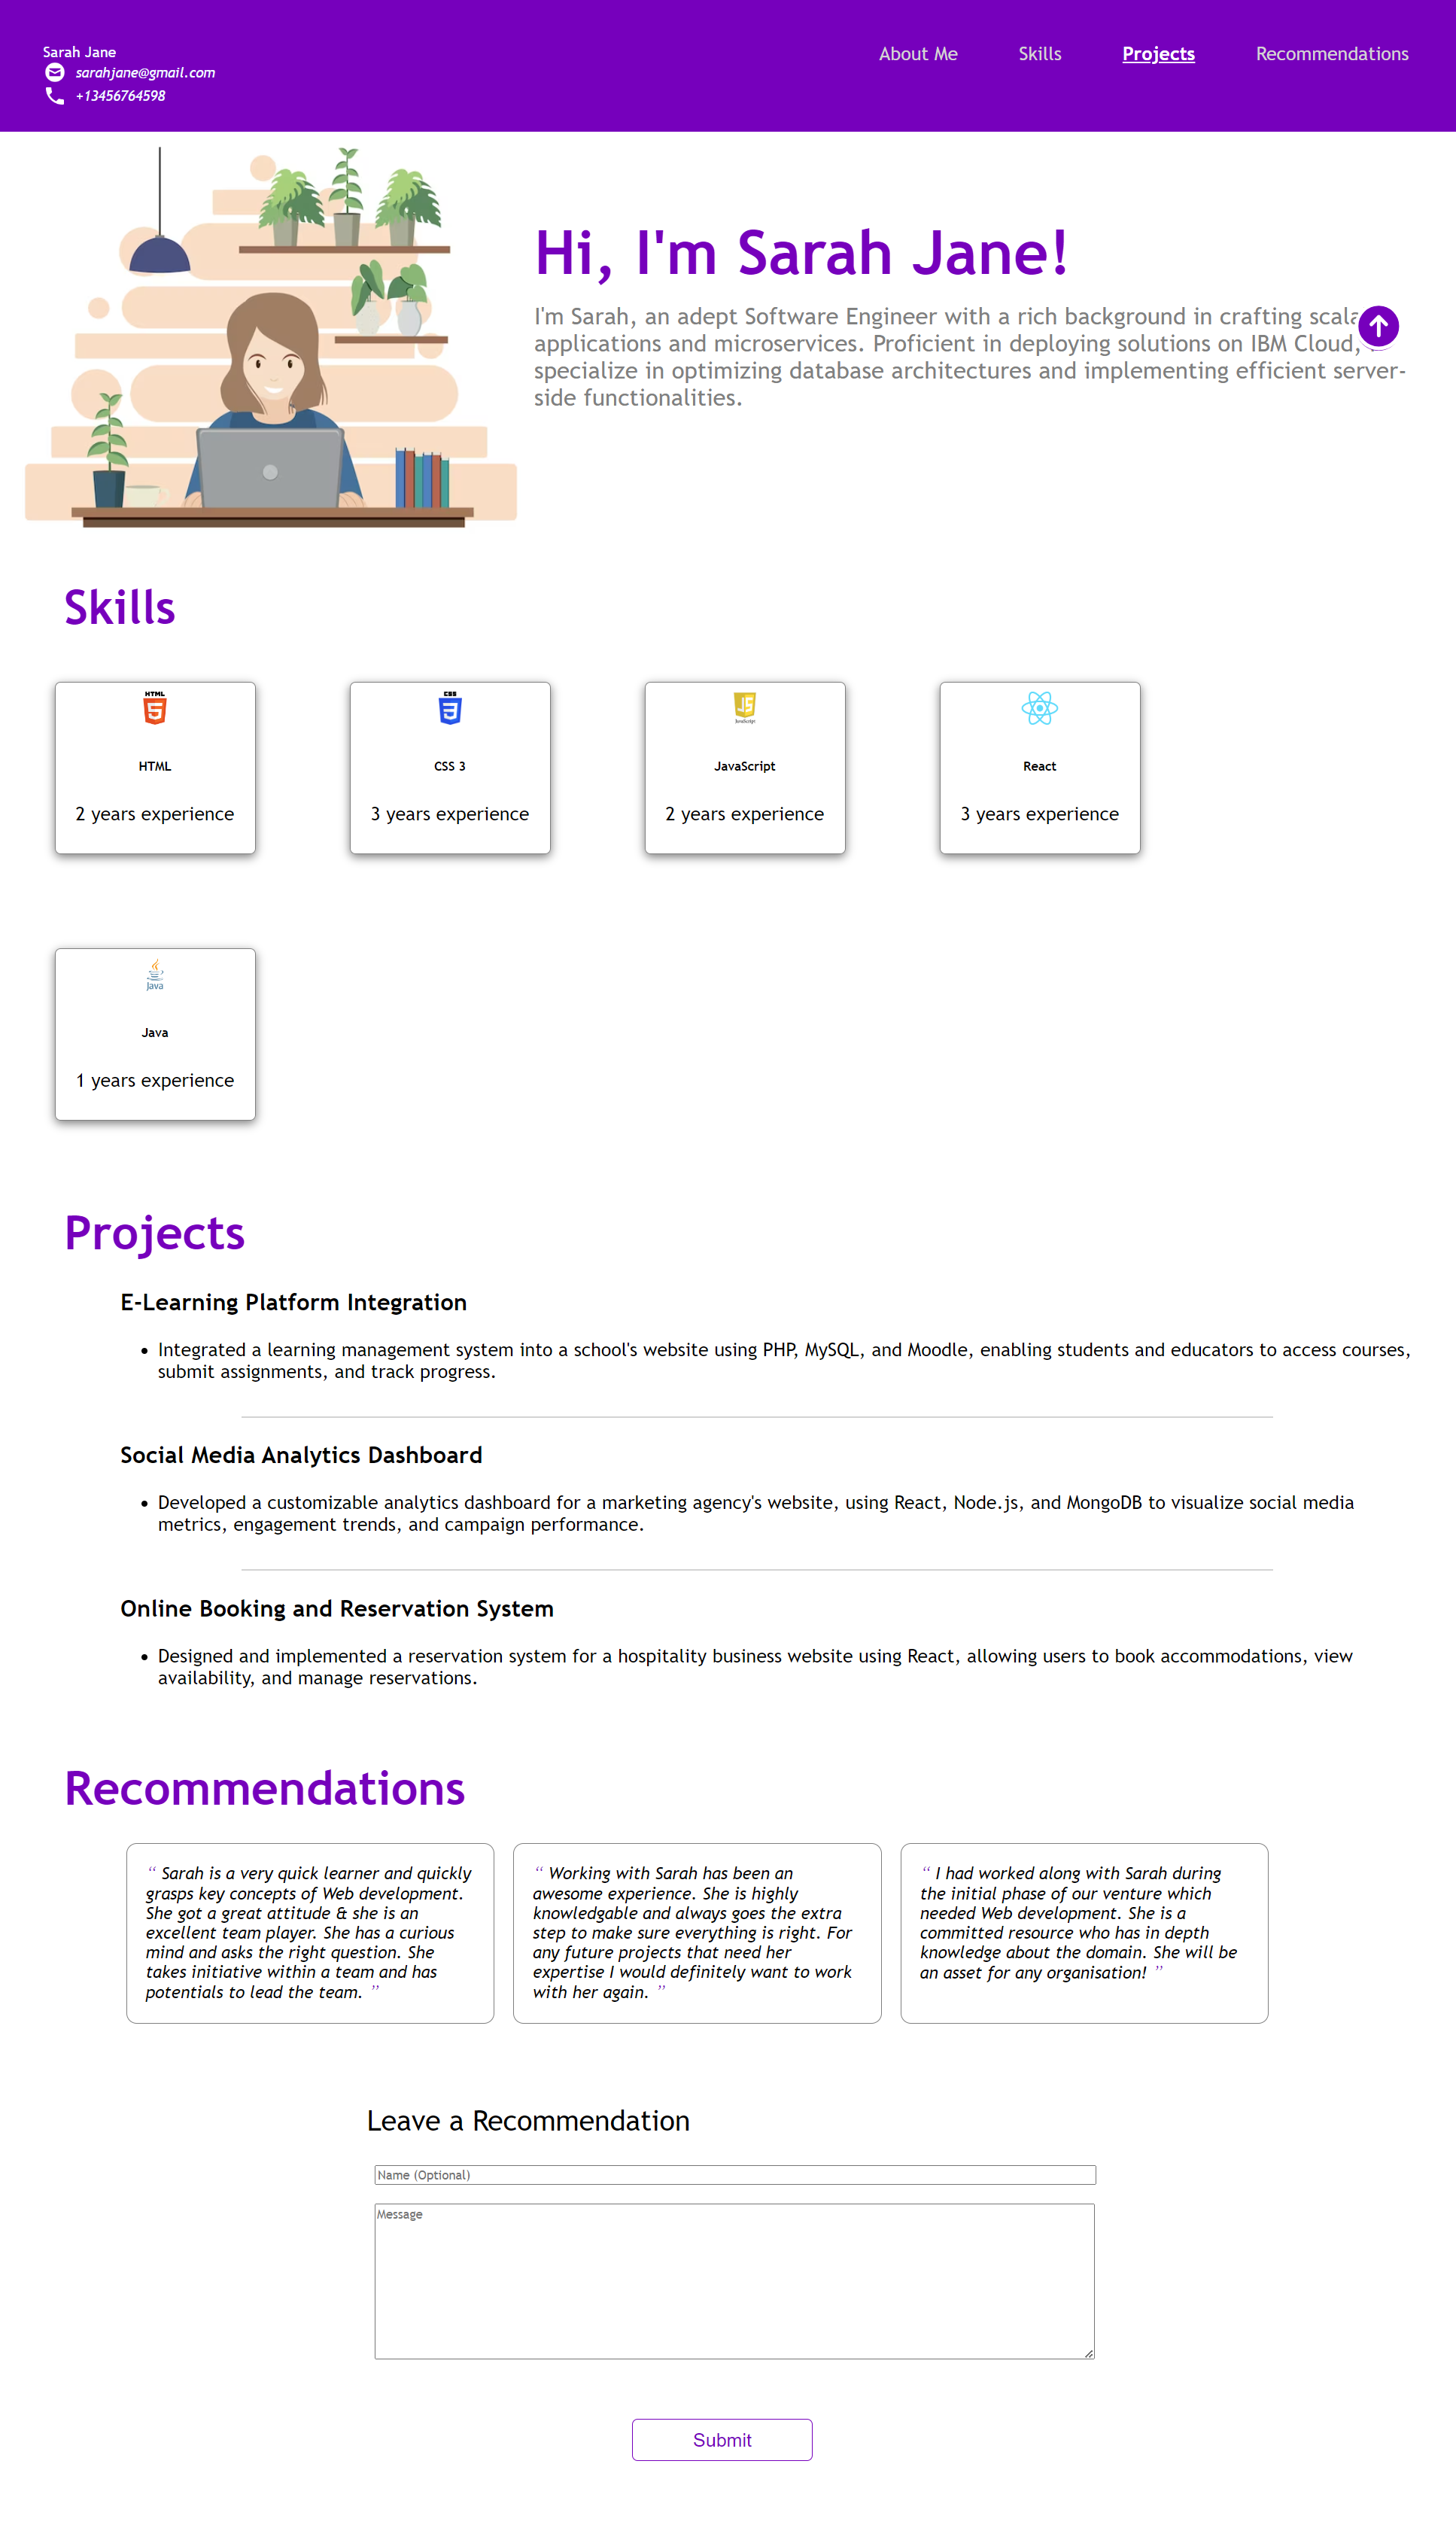 Sarah Jane
sarahjane@gmail.com
+13456764598
About Me
Skills
Projects
Recommendations
Hi, I'm Sarah Jane!
I'm Sarah, an adept Software Engineer with a rich background in crafting
applications and microservices. Proficient in deploying solutions on IBM Cloud,
specialize in optimizing database architectures and implementing efficient server-
side functionalities.
Skills
HTML
HTML
2 years experience
CSS
CSS 3
3 years experience
JS
JavaScript
JavaScript
2 years experience
React
3 years experience
Java
Java
1 years experience
Projects
E-Learning Platform Integration
• Integrated a learning management system into a school's website using PHP, MySQL, and Moodle, enabling students and educators to access courses,
submit assignments, and track progress.
Social Media Analytics Dashboard
• Developed a customizable analytics dashboard for a marketing agency's website, using React, Node.js, and MongoDB to visualize social media
metrics, engagement trends, and campaign performance.
Online Booking and Reservation System
• Designed and implemented a reservation system for a hospitality business website using React, allowing users to book accommodations, view
availability, and manage reservations.
Recommendations
“ Sarah is a very quick learner and quickly
grasps key concepts of Web development.
She got a great attitude & she is an
excellent team player. She has a curious
mind and asks the right question. She
takes initiative within a team and has
potentials to lead the team. ”
“ Working with Sarah has been an
awesome experience. She is highly
knowledgable and always goes the extra
step to make sure everything is right. For
any future projects that need her
expertise I would definitely want to work
with her again. ”
“ I had worked along with Sarah during
the initial phase of our venture which
needed Web development. She is a
committed resource who has in depth
knowledge about the domain. She will be
an asset for any organisation! ”
Leave a Recommendation
Name (Optional)
Message
Submit